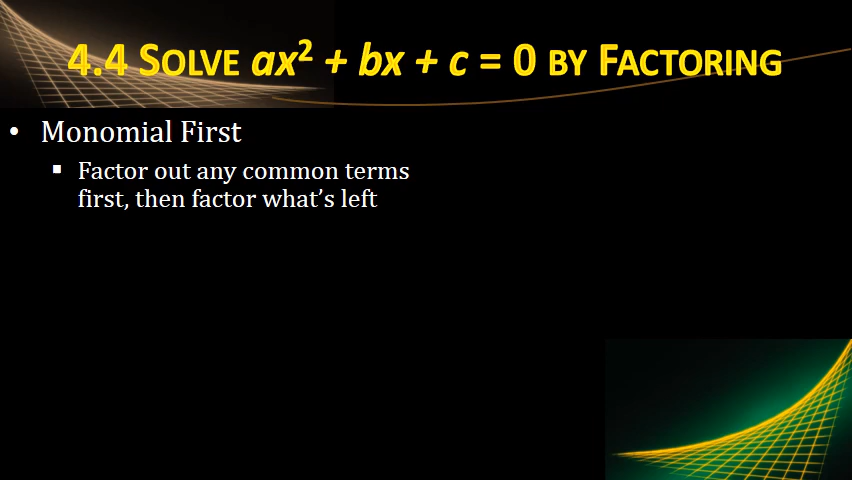 4.4 SOLVE ax² + bx + c = 0 BY FACTORING
• Monomial First
▪ Factor out any common terms
first, then factor what’s left